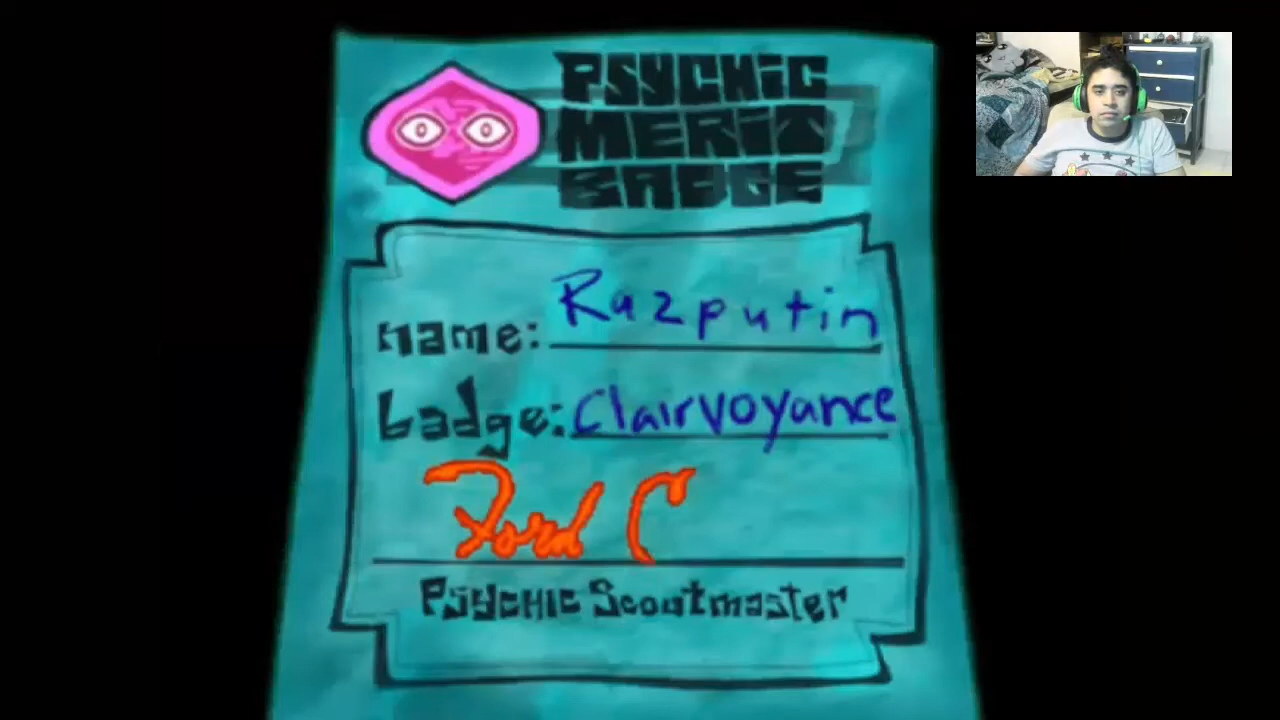 PSYCHIC
MERIT
BADGE
name: Razputin
badge: Clairvoyance
Ford C
Psychic Scoutmaster